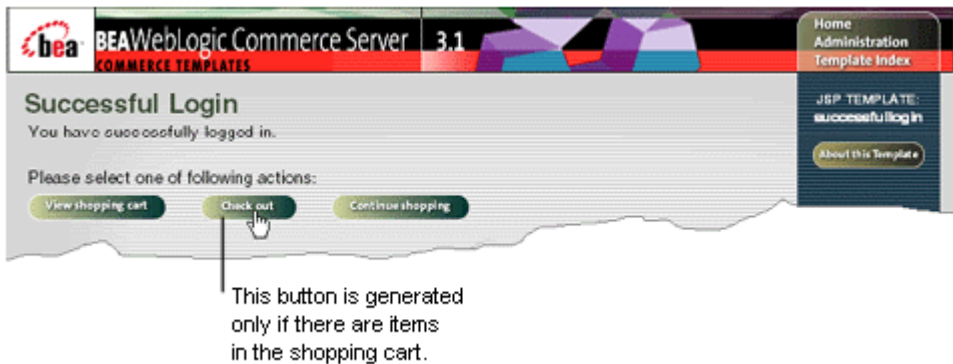 bea
BEAWebLogic Commerce Server 3.1
COMMERCE TEMPLATES
Home
Administration
Template Index
Successful Login
You have successfully logged in.
JSP TEMPLATE:
successfullogin
About this Template
Please select one of following actions:
View shopping cart
Check out
Continue shopping
This button is generated
only if there are items
in the shopping cart.